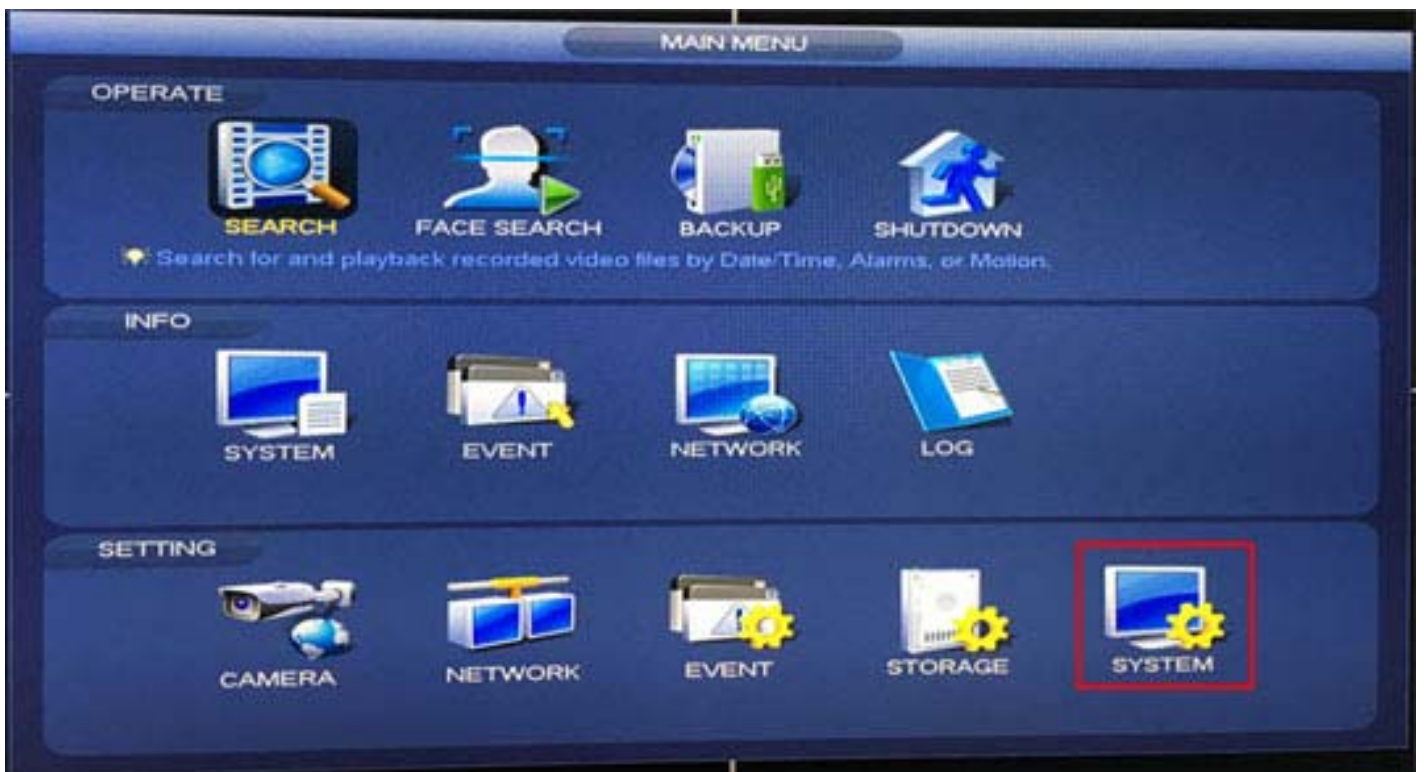 MAIN MENU
OPERATE
SEARCH FACE SEARCH BACKUP SHUTDOWN
Search for and playback recorded video files by Date/Time, Alarms, or Motion.
INFO
SYSTEM EVENT NETWORK LOG
SETTING
CAMERA NETWORK EVENT STORAGE SYSTEM